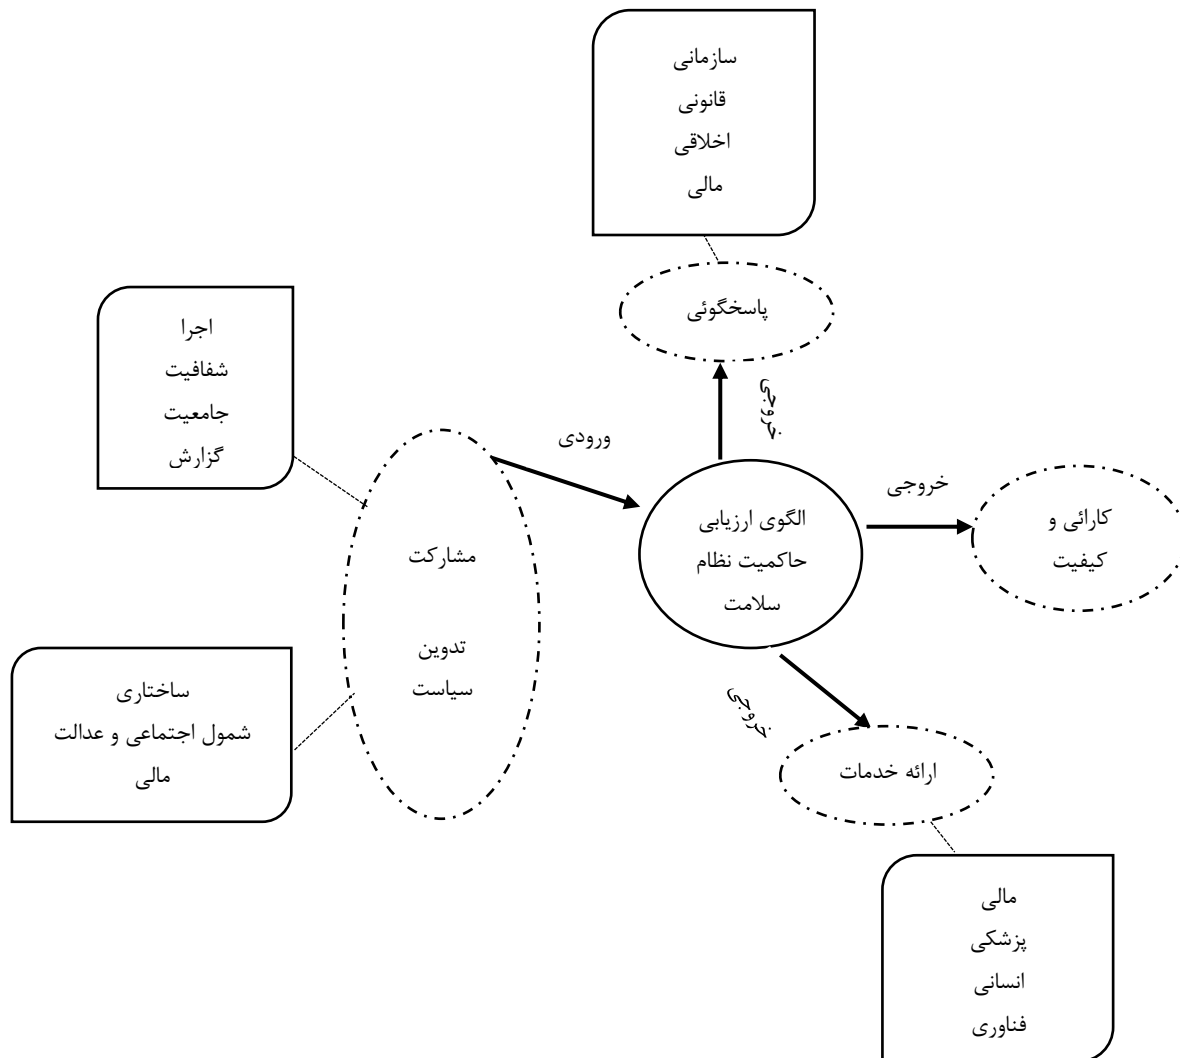 سازمانی
قانونی
اخلاقی
مالی
پاسخگوئی
خروجی
اجرا
شفافیت
جامعیت
گزارش
ورودی
خروجی
الگوی ارزیابی
حاکمیت نظام
سلامت
کارائی و
کیفیت
مشارکت
تدوین
سیاست
ساختاری
شمول اجتماعی و عدالت
مالی
خروجی
ارائه خدمات
مالی
پزشکی
انسانی
فناوری